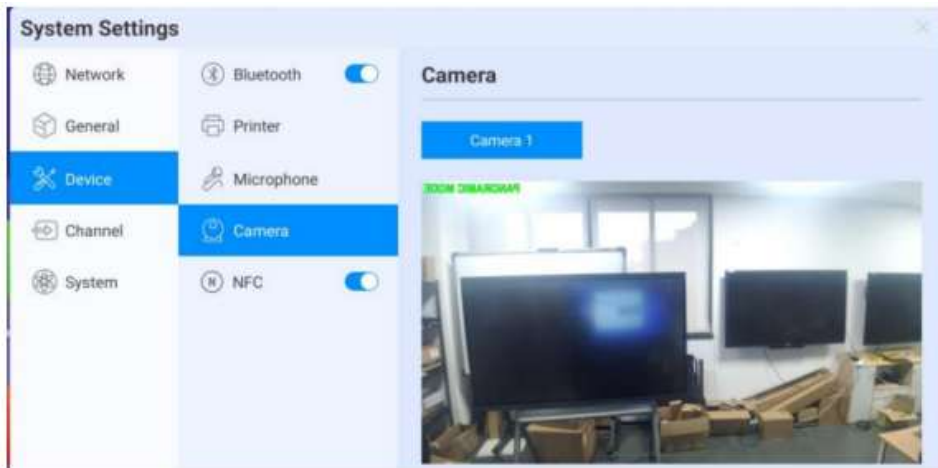 System Settings
Network
General
Device
Channel
System
Bluetooth
Printer
Microphone
Camera
N NFC
Camera
Camera 1
PANORAMIC MODE